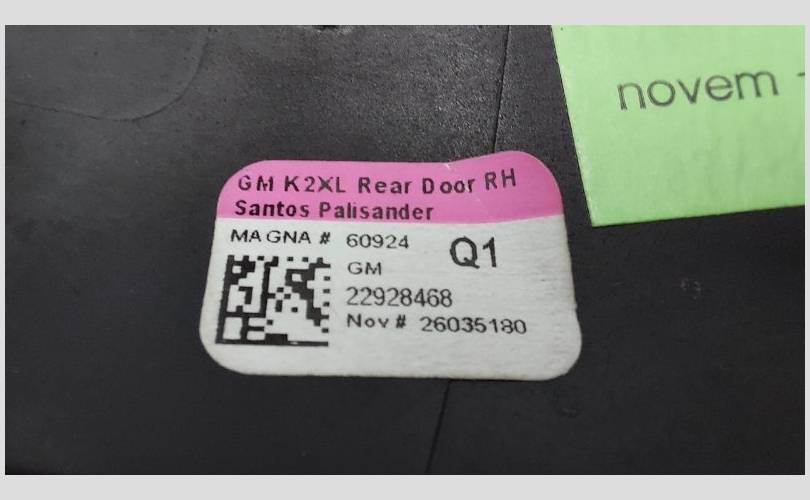 novem
GM K2XL Rear Door RH
Santos Palisander
MAGNA # 60924
Q1
GM
22928468
Nov # 26035180